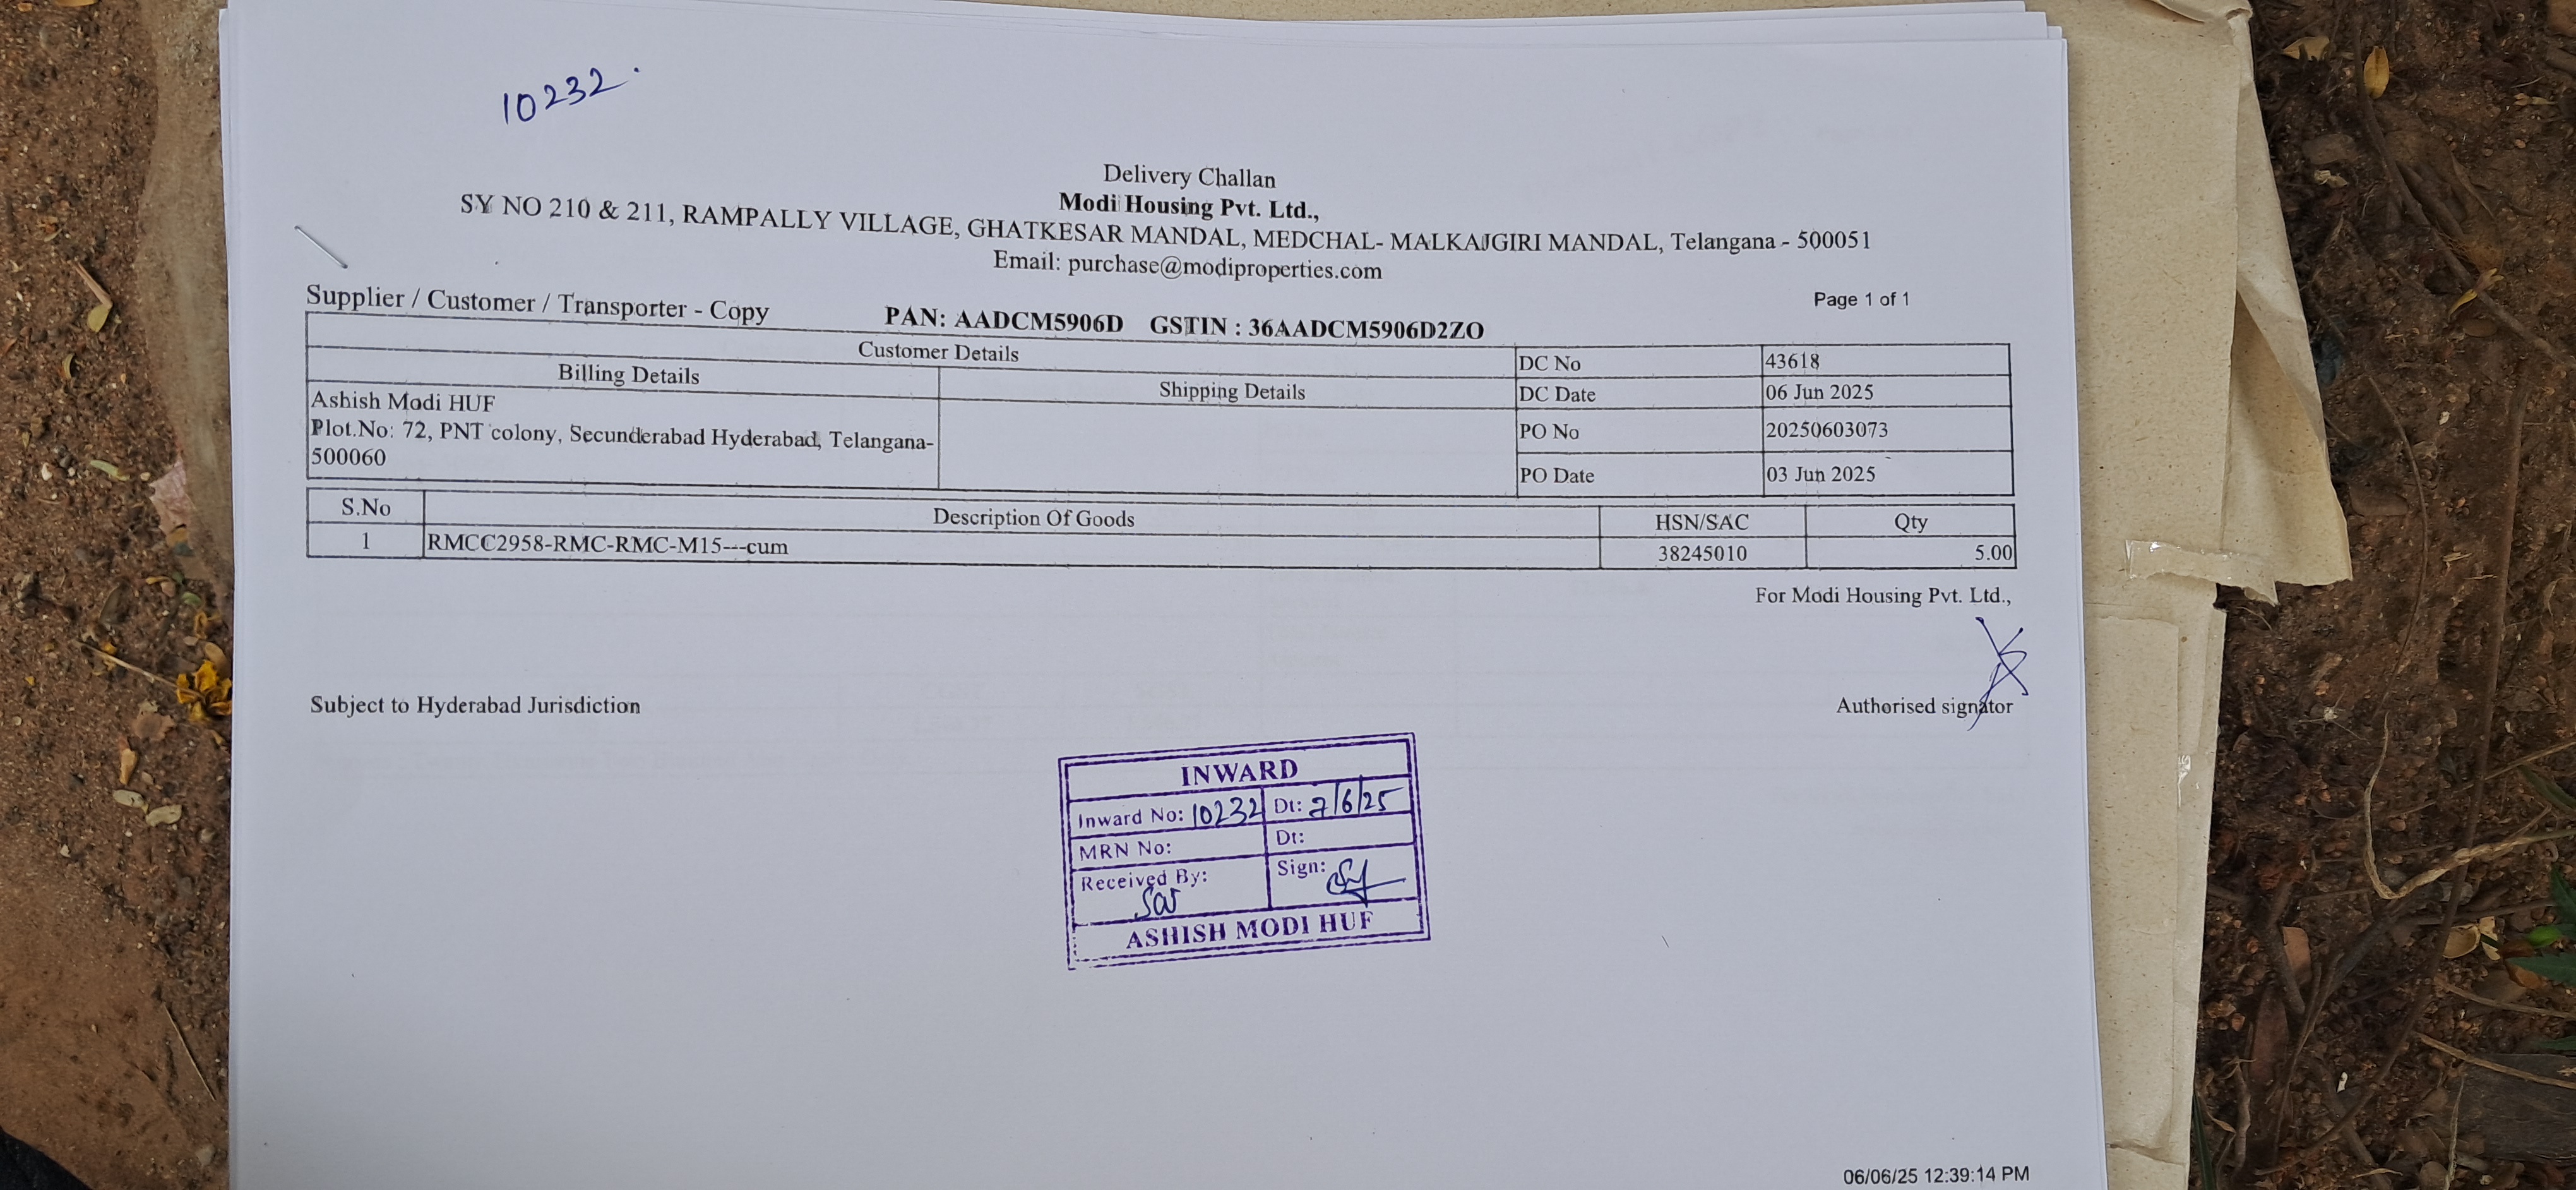 10232.
Delivery Challan
Modi Housing Pvt. Ltd.,
SY NO 210 & 211, RAMPALLY VILLAGE, GHATKESAR MANDAL, MEDCHAL- MALKAJGIRI MANDAL, Telangana - 500051
Email: purchase@modiproperties.com
Page 1 of 1
Supplier / Customer / Transporter - Copy PAN: AADCM5906D GSTIN : 36AADCM5906D2ZO
Customer Details
Billing Details Shipping Details
Ashish Modi HUF
Plot.No: 72, PNT colony, Secunderabad Hyderabad, Telangana-
500060
DC No 43618
DC Date 06 Jun 2025
PO No 20250603073
PO Date 03 Jun 2025
S.No Description Of Goods HSN/SAC Qty
1 RMCC2958-RMC-RMC-M15---cum 38245010 5.00
For Modi Housing Pvt. Ltd.,
Subject to Hyderabad Jurisdiction Authorised signator
INWARD
Inward No: 10232 Dt: 7/6/25
MRN No: Dt:
Received By: Sign:
ASHISH MODI HUF
06/06/25 12:39:14 PM